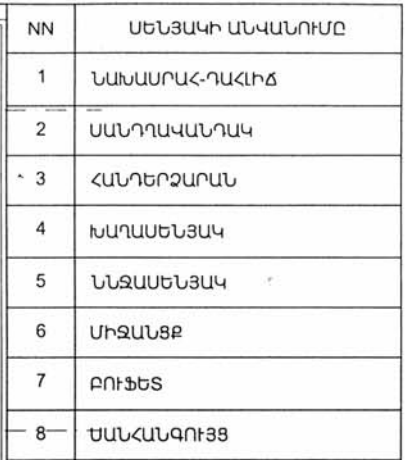 NN ՍԵՆՅԱԿԻ ԱՆՎԱՆՈՒՄԸ
1 ՆԱԽԱՍՐԱՀ-ԴԱՀԼԻՃ
2 ՍԱՆԴՂԱՎԱՆԴԱԿ
3 ՀԱՆԴԵՐՁԱՐԱՆ
4 ԽԱՂԱՍԵՆՅԱԿ
5 ՆՆՋԱՍԵՆՅԱԿ
6 ՄԻՋԱՆՑՔ
7 ԲՈՒՖԵՏ
8 ՍԱՆՀԱՆԳՈՒՅՑ